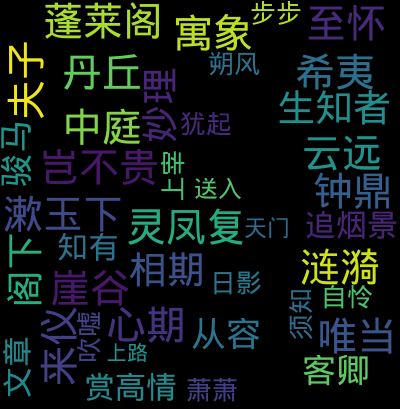 蓬莱阁
寓象
步步
至怀
夫子
丹丘
妙理
朔风
希夷
生知者
中庭
犹起
骏马
岂不贵
上宰
送入
云远
钟鼎
漱玉下
灵凤复
天门
追烟景
阁下
知有
相期
日影
涟漪
自怜
崖谷
来仪
吹嘘
心期
从容
须知
唯当
文章
上路
赏高情
萧萧
客卿